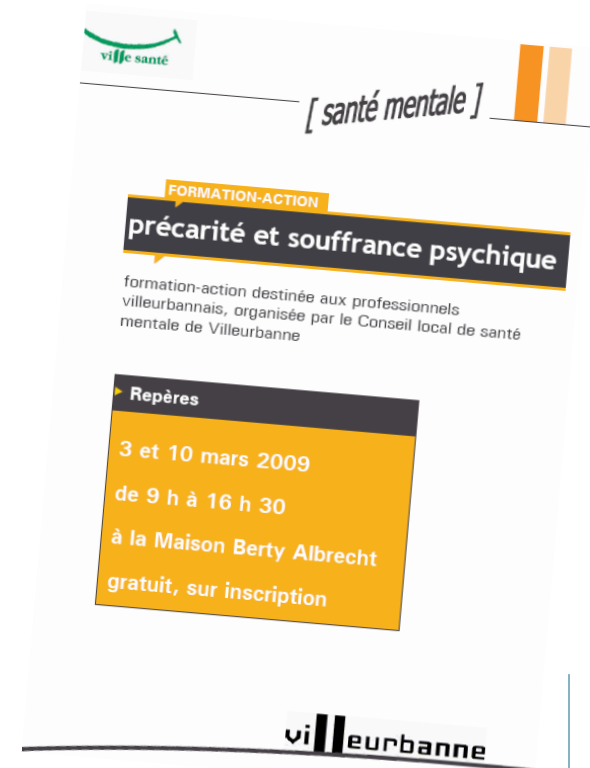 ville santé
[ santé mentale ]
FORMATION-ACTION
précarité et souffrance psychique
formation-action destinée aux professionnels
villeurbannais, organisée par le Conseil local de santé
mentale de Villeurbanne
Repères
3 et 10 mars 2009
de 9 h à 16 h 30
à la Maison Berty Albrecht
gratuit, sur inscription
villeurbanne